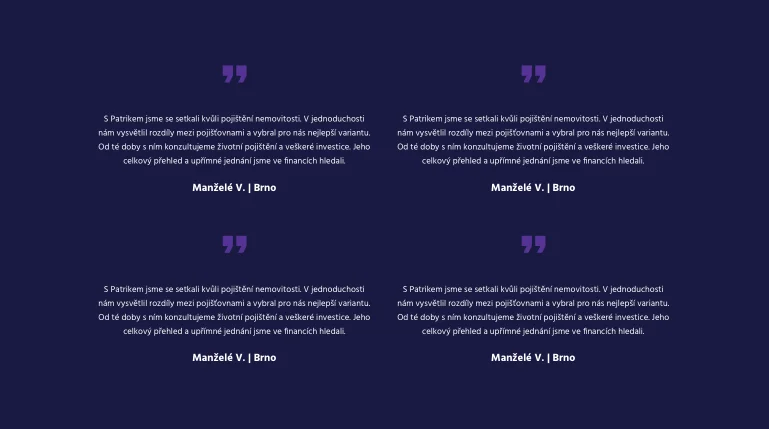 S Patrikem jsme se setkali kvůli pojištění nemovitosti. V jednoduchosti
nám vysvětlil rozdíly mezi pojišťovnami a vybral pro nás nejlepší variantu.
Od té doby s ním konzultujeme životní pojištění a veškeré investice. Jeho
celkový přehled a upřímné jednání jsme ve financích hledali.
Manželé V. | Brno
S Patrikem jsme se setkali kvůli pojištění nemovitosti. V jednoduchosti
nám vysvětlil rozdíly mezi pojišťovnami a vybral pro nás nejlepší variantu.
Od té doby s ním konzultujeme životní pojištění a veškeré investice. Jeho
celkový přehled a upřímné jednání jsme ve financích hledali.
Manželé V. | Brno
S Patrikem jsme se setkali kvůli pojištění nemovitosti. V jednoduchosti
nám vysvětlil rozdíly mezi pojišťovnami a vybral pro nás nejlepší variantu.
Od té doby s ním konzultujeme životní pojištění a veškeré investice. Jeho
celkový přehled a upřímné jednání jsme ve financích hledali.
Manželé V. | Brno
S Patrikem jsme se setkali kvůli pojištění nemovitosti. V jednoduchosti
nám vysvětlil rozdíly mezi pojišťovnami a vybral pro nás nejlepší variantu.
Od té doby s ním konzultujeme životní pojištění a veškeré investice. Jeho
celkový přehled a upřímné jednání jsme ve financích hledali.
Manželé V. | Brno